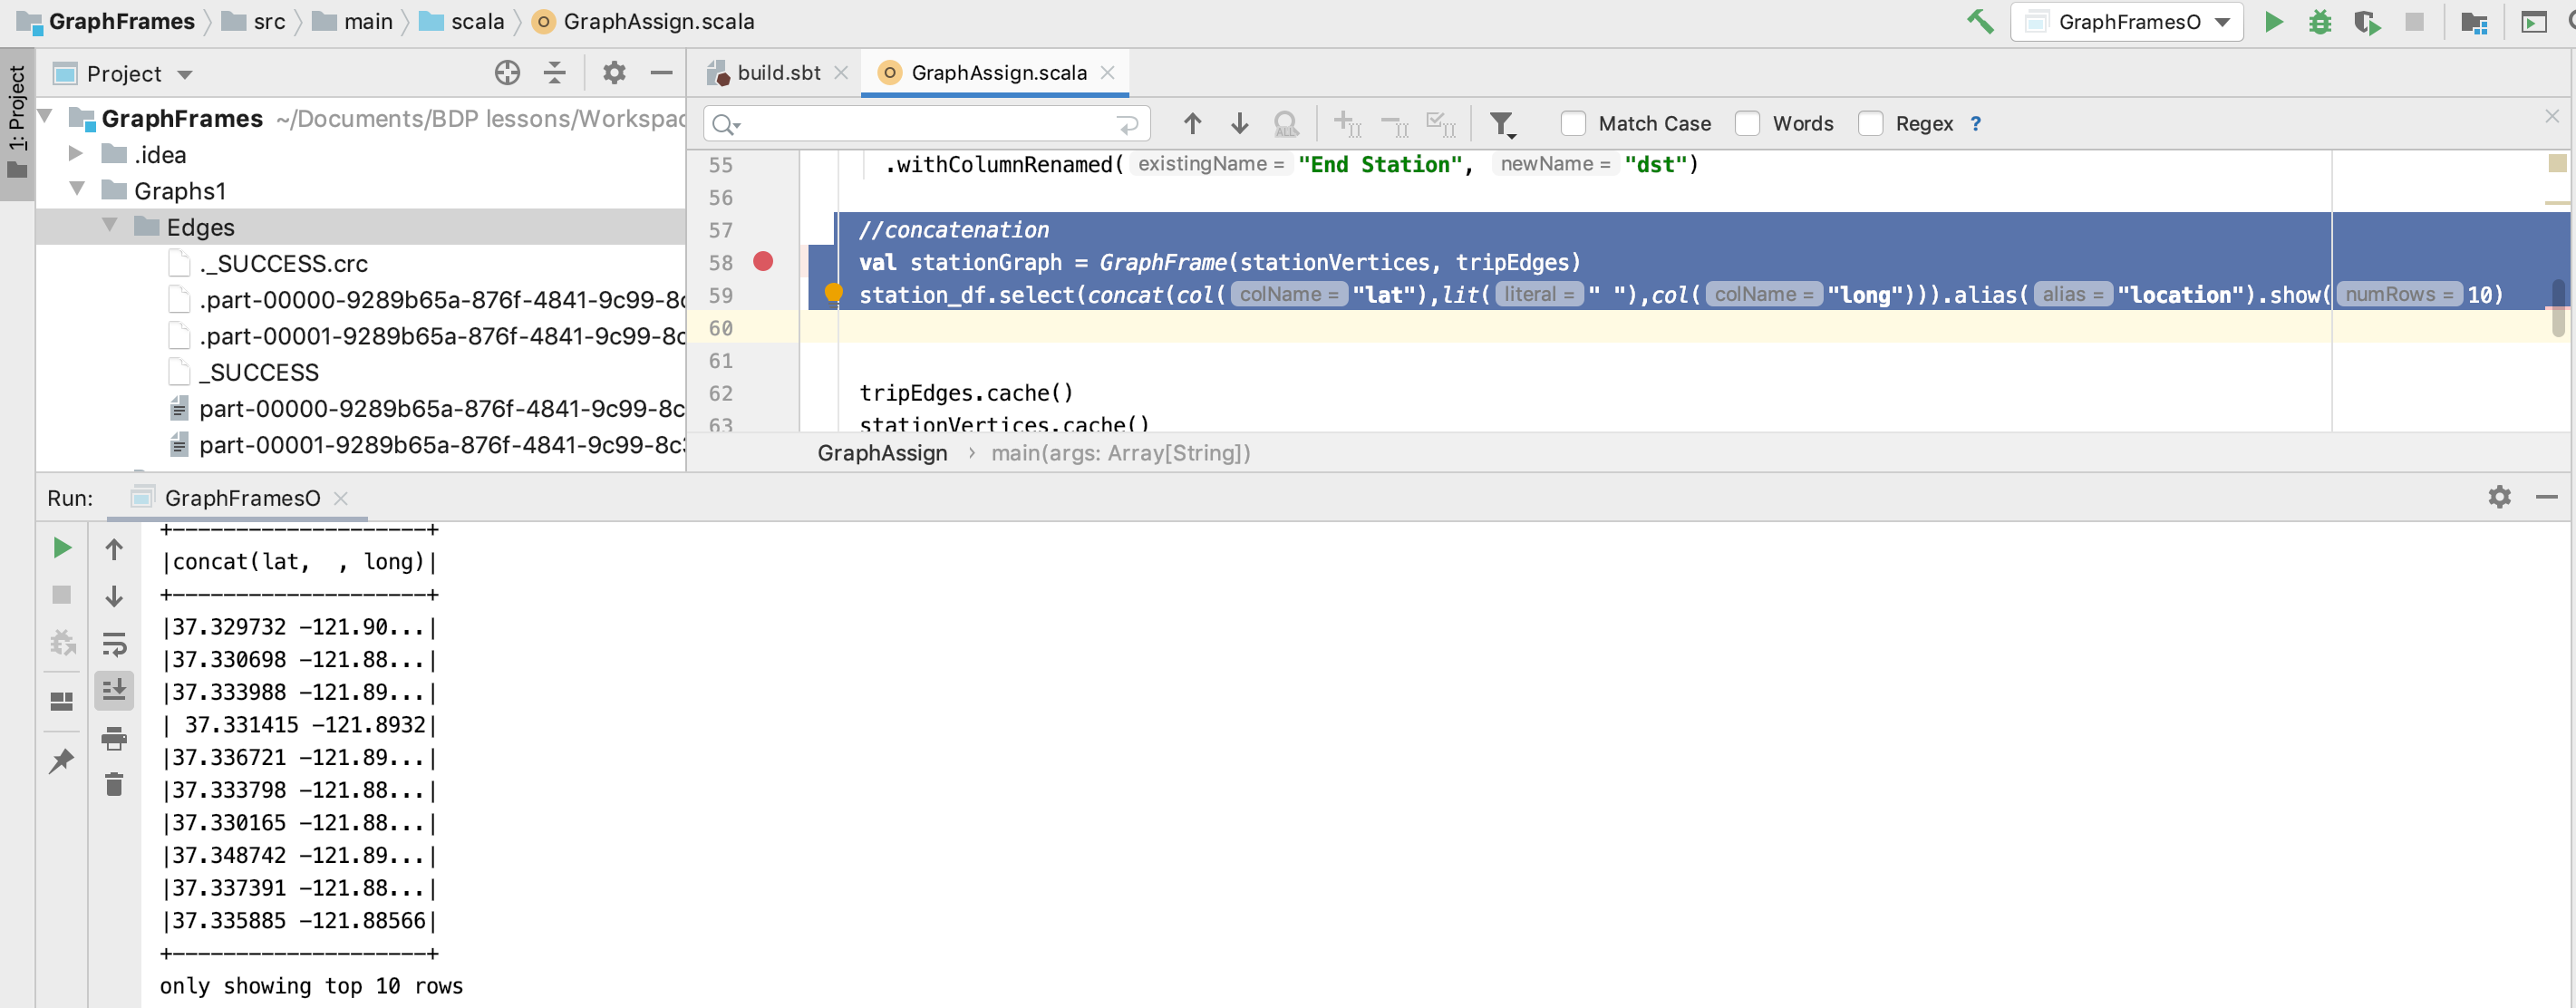 GraphFrames src main scala GraphAssign.scala GraphFramesO
1: Project
Project
build.sbt GraphAssign.scala
GraphFrames ~/Documents/BDP lessons/Workspac
.idea
Graphs1
Edges
._SUCCESS.crc
.part-00000-9289b65a-876f-4841-9c99-8c
.part-00001-9289b65a-876f-4841-9c99-8c
_SUCCESS
part-00000-9289b65a-876f-4841-9c99-8c
part-00001-9289b65a-876f-4841-9c99-8c
Match Case Words Regex ?
55 .withColumnRenamed( existingName = "End Station", newName = "dst")
56
57 //concatenation
58 val stationGraph = GraphFrame(stationVertices, tripEdges)
59 station_df.select(concat(col( colName = "lat"),lit( literal = " "),col( colName = "long"))).alias( alias = "location").show( numRows = 10)
60
61
62 tripEdges.cache()
63 stationVertices.cache()
GraphAssign › main(args: Array[String])
Run: GraphFramesO
+--------------------+
|concat(lat,  , long)|
+--------------------+
|37.329732 -121.90...|
|37.330698 -121.88...|
|37.333988 -121.89...|
| 37.331415 -121.8932|
|37.336721 -121.89...|
|37.333798 -121.88...|
|37.330165 -121.88...|
|37.348742 -121.89...|
|37.337391 -121.88...|
|37.335885 -121.88566|
+--------------------+
only showing top 10 rows